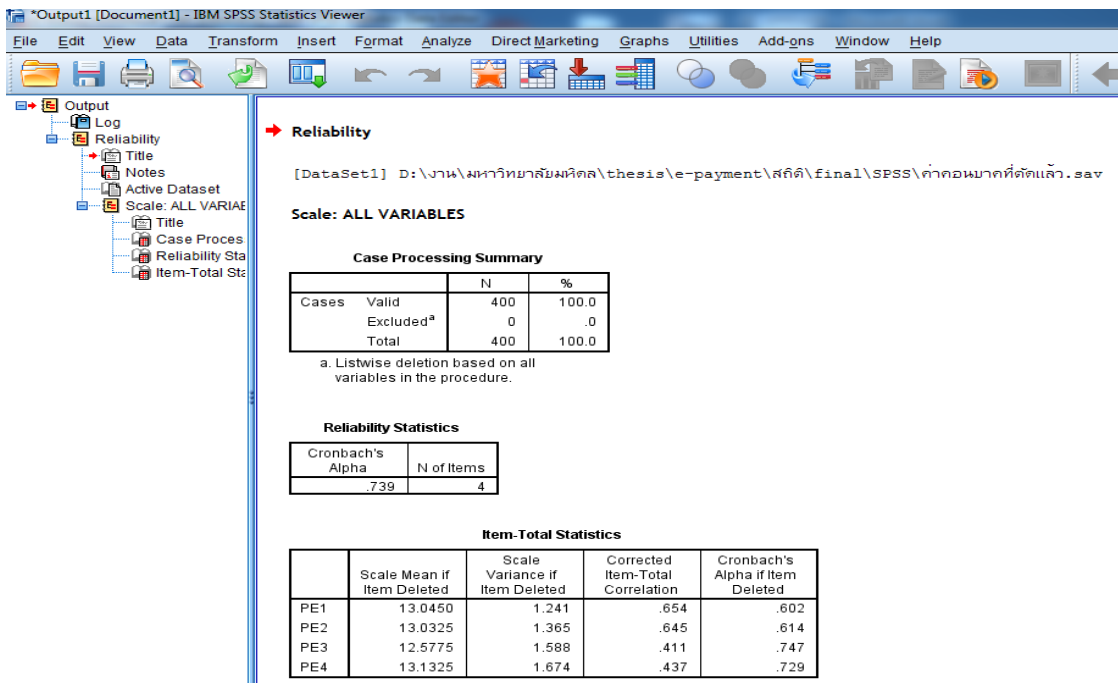 *Output1 [Document1] - IBM SPSS Statistics Viewer
File Edit View Data Transform Insert Format Analyze Direct Marketing Graphs Utilities Add-ons Window Help
Output
Log
Reliability
Title
Notes
Active Dataset
Scale: ALL VARIAE
Title
Case Proces
Reliability Sta
Item-Total Sta
Reliability
[DataSet1] D:\งาน\มหาวิทยาลัยมหิดล\thesis\e-payment\สถิติ\final\SPSS\ค่าคอนบาคที่ตัดแล้ว.sav
Scale: ALL VARIABLES
Case Processing Summary
N %
Cases Valid 400 100.0
Excludedª 0 .0
Total 400 100.0
a. Listwise deletion based on all
variables in the procedure.
Reliability Statistics
Cronbach's
Alpha N of Items
.739 4
Item-Total Statistics
Scale Mean if Item Deleted Scale Variance if Item Deleted Corrected Item-Total Correlation Cronbach's Alpha if Item Deleted
PE1 13.0450 1.241 .654 .602
PE2 13.0325 1.365 .645 .614
PE3 12.5775 1.588 .411 .747
PE4 13.1325 1.674 .437 .729